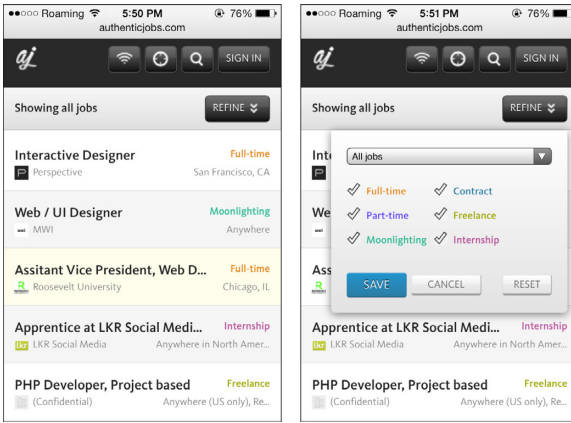 Roaming 5:50 PM 76%
authenticjobs.com
aj SIGN IN
Showing all jobs REFINE
Interactive Designer Full-time
Perspective San Francisco, CA
Web / UI Designer Moonlighting
MWI Anywhere
Assitant Vice President, Web D... Full-time
Roosevelt University Chicago, IL
Apprentice at LKR Social Medi... Internship
lkr LKR Social Media Anywhere in North Amer...
PHP Developer, Project based Freelance
(Confidential) Anywhere (US only), Re...
Roaming 5:51 PM 76%
authenticjobs.com
aj SIGN IN
Showing all jobs REFINE
Inte
All jobs
Full-time Contract
We
Part-time Freelance
Moonlighting Internship
Ass
SAVE CANCEL RESET
Apprentice at LKR Social Medi... Internship
lkr LKR Social Media Anywhere in North Amer...
PHP Developer, Project based Freelance
(Confidential) Anywhere (US only), Re...